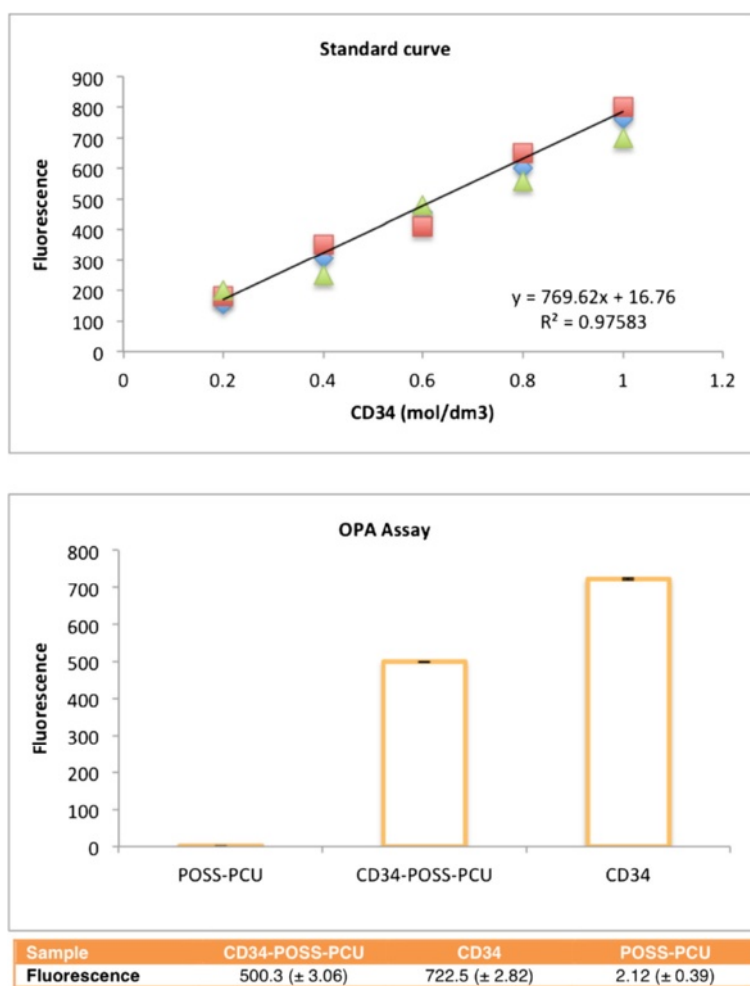 Standard curve
900
800
700
600
500
400
300
200
100
0
Fluorescence
y = 769.62x + 16.76
R² = 0.97583
0 0.2 0.4 0.6 0.8 1 1.2
CD34 (mol/dm3)
OPA Assay
800
700
600
500
400
300
200
100
0
Fluorescence
POSS-PCU CD34-POSS-PCU CD34
Sample CD34-POSS-PCU CD34 POSS-PCU
Fluorescence 500.3 (± 3.06) 722.5 (± 2.82) 2.12 (± 0.39)